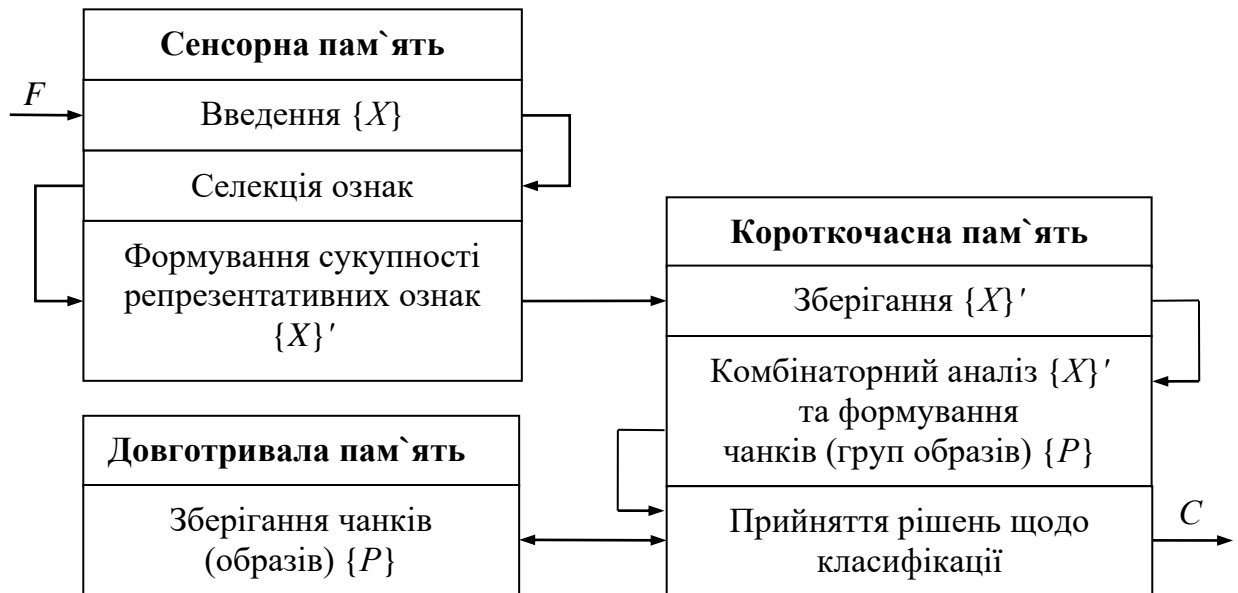 Сенсорна пам`ять
F
Введення {X}
Селекція ознак
Формування сукупності
репрезентативних ознак
{X}′
Короткочасна пам`ять
Зберігання {X}′
Комбінаторний аналіз {X}′
та формування
чанків (груп образів) {P}
Прийняття рішень щодо
класифікації
C
Довготривала пам`ять
Зберігання чанків
(образів) {P}